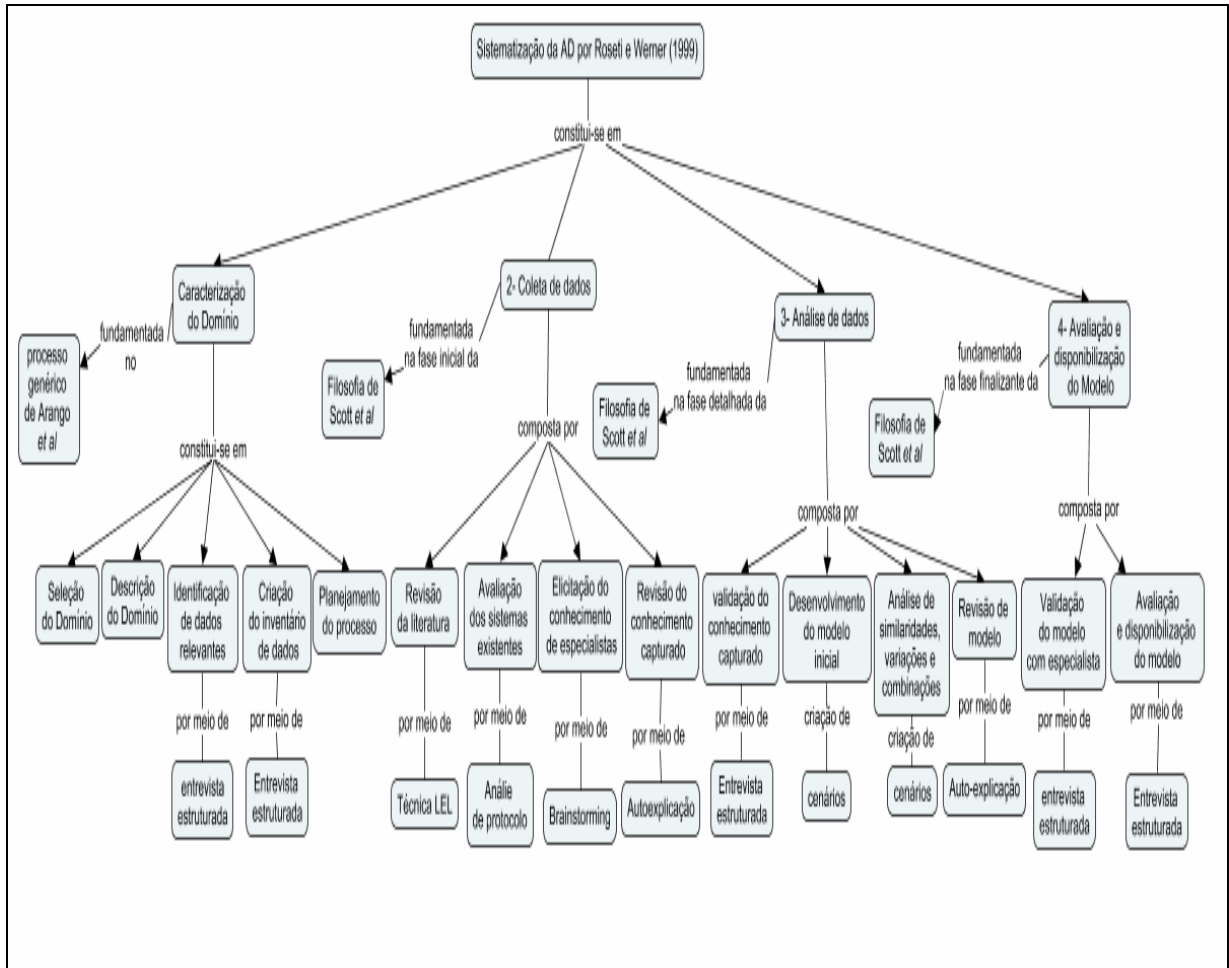 Sistematização da AD por Roseti e Werner (1999)
constitui-se em
Caracterização
do Domínio
fundamentada
no
processo
genérico
de Arango
et al
constitui-se em
Seleção
do Domínio
Descrição
do Domínio
Identificação
de dados
relevantes
por meio de
entrevista
estruturada
Criação
do inventário
de dados
por meio de
Entrevista
estruturada
Planejamento
do processo
2- Coleta de dados
fundamentada
na fase inicial da
Filosofia de
Scott et al
composta por
Revisão
da literatura
por meio de
Técnica LEL
Avaliação
dos sistemas
existentes
por meio de
Análie
de protocolo
Elicitação do
conhecimento
de especialistas
por meio de
Brainstorming
Revisão do
conhecimento
capturado
por meio de
Autoexplicação
3- Análise de dados
fundamentada
na fase detalhada da
Filosofia de
Scott et al
composta por
validação do
conhecimento
capturado
por meio de
Entrevista
estruturada
Desenvolvimento
do modelo
inicial
criação de
cenários
Análise de
similaridades,
variações e
combinações
criação de
cenários
Revisão de
modelo
por meio de
Auto-explicação
4- Avaliação e
disponibilização
do Modelo
fundamentada
na fase finalizante da
Filosofia de
Scott et al
composta por
Validação
do modelo
com especialista
por meio de
entrevista
estruturada
Avaliação
e disponibilização
do modelo
por meio de
Entrevista
estruturada